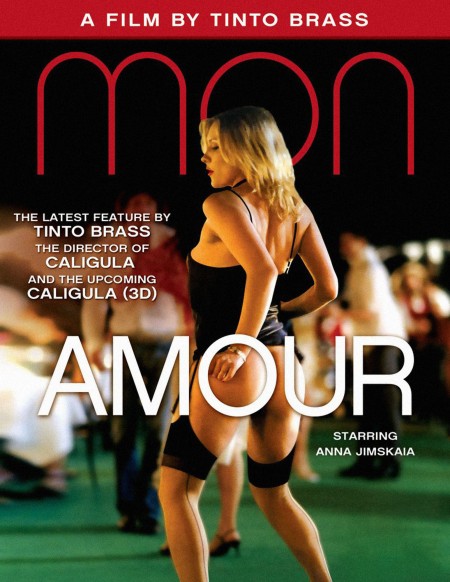 A FILM BY TINTO BRASS
mon
THE LATEST FEATURE BY
TINTO BRASS
THE DIRECTOR OF
CALIGULA
AND THE UPCOMING
CALIGULA (3D)
AMOUR
STARRING
ANNA JIMSKAIA